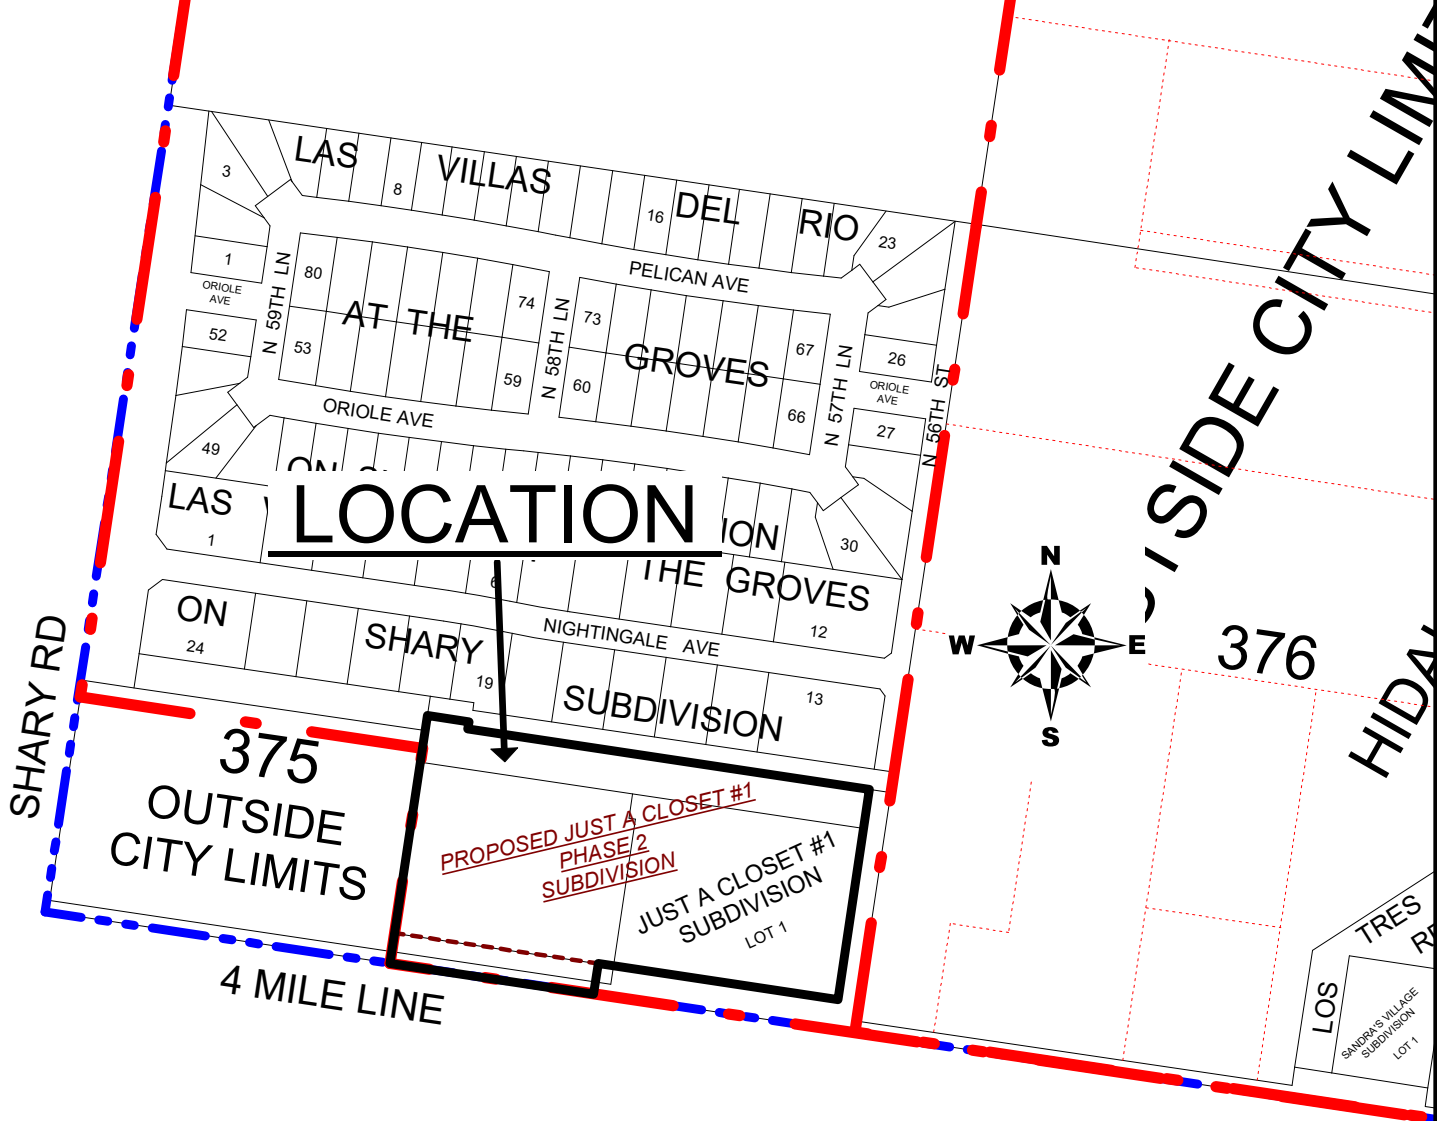 LAS VILLAS DEL RIO
3
8
16
23
1
ORIOLE
AVE
N 59TH LN
80
PELICAN AVE
74
73
AT THE
GROVES
67
26
52
53
N 58TH LN
59
60
N 57TH LN
66
ORIOLE
AVE
27
N 56TH ST
ORIOLE AVE
49
30
LAS
LOCATION
1
THE GROVES
12
ON
24
SHARY
19
NIGHTINGALE AVE
SUBDIVISION
13
SHARY RD
375
OUTSIDE
CITY LIMITS
PROPOSED JUST A CLOSET #1
PHASE 2
SUBDIVISION
JUST A CLOSET #1
SUBDIVISION
LOT 1
4 MILE LINE
N
W
E
S
376
SIDE CITY
LOS
TRES
SANDRA'S VILLAGE
SUBDIVISION
LOT 1